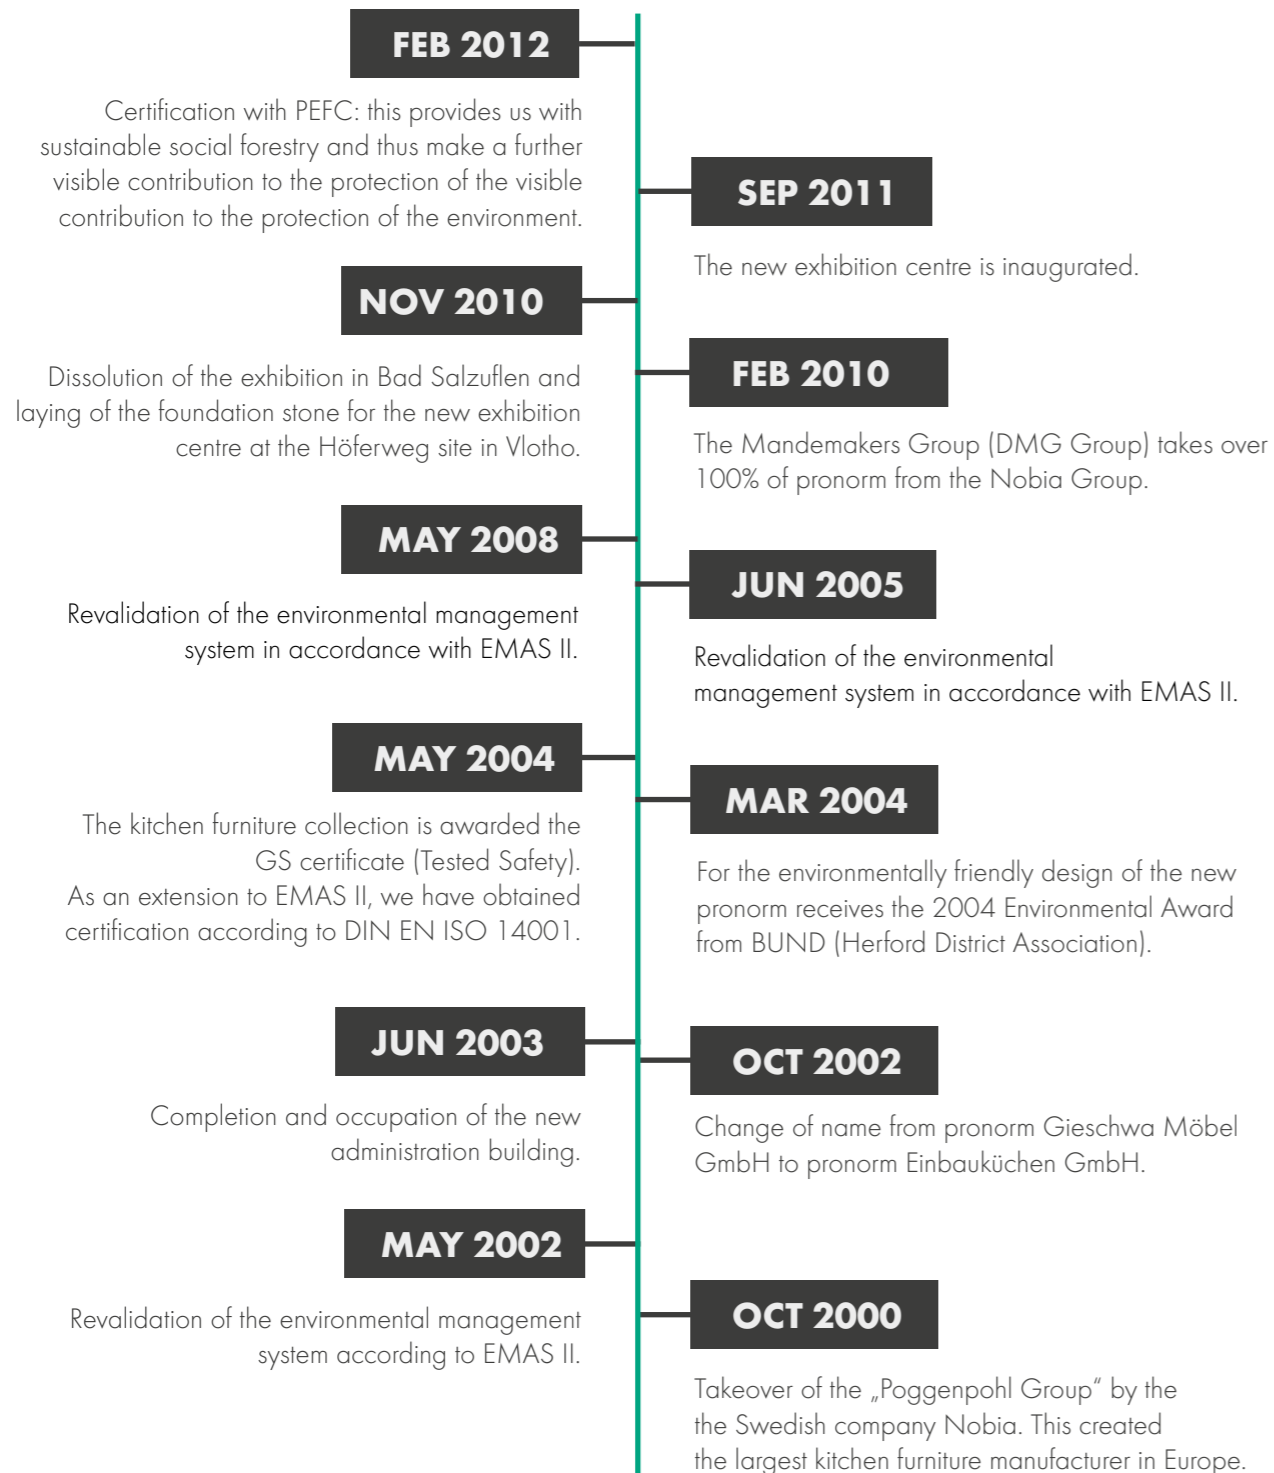 FEB 2012
Certification with PEFC: this provides us with
sustainable social forestry and thus make a further
visible contribution to the protection of the visible
contribution to the protection of the environment.
SEP 2011
The new exhibition centre is inaugurated.
NOV 2010
Dissolution of the exhibition in Bad Salzuflen and
laying of the foundation stone for the new exhibition
centre at the Höferweg site in Vlotho.
FEB 2010
The Mandemakers Group (DMG Group) takes over
100% of pronorm from the Nobia Group.
MAY 2008
Revalidation of the environmental management
system in accordance with EMAS II.
JUN 2005
Revalidation of the environmental
management system in accordance with EMAS II.
MAY 2004
The kitchen furniture collection is awarded the
GS certificate (Tested Safety).
As an extension to EMAS II, we have obtained
certification according to DIN EN ISO 14001.
MAR 2004
For the environmentally friendly design of the new
pronorm receives the 2004 Environmental Award
from BUND (Herford District Association).
JUN 2003
Completion and occupation of the new
administration building.
OCT 2002
Change of name from pronorm Gieschwa Möbel
GmbH to pronorm Einbauküchen GmbH.
MAY 2002
Revalidation of the environmental management
system according to EMAS II.
OCT 2000
Takeover of the „Poggenpohl Group“ by the
the Swedish company Nobia. This created
the largest kitchen furniture manufacturer in Europe.